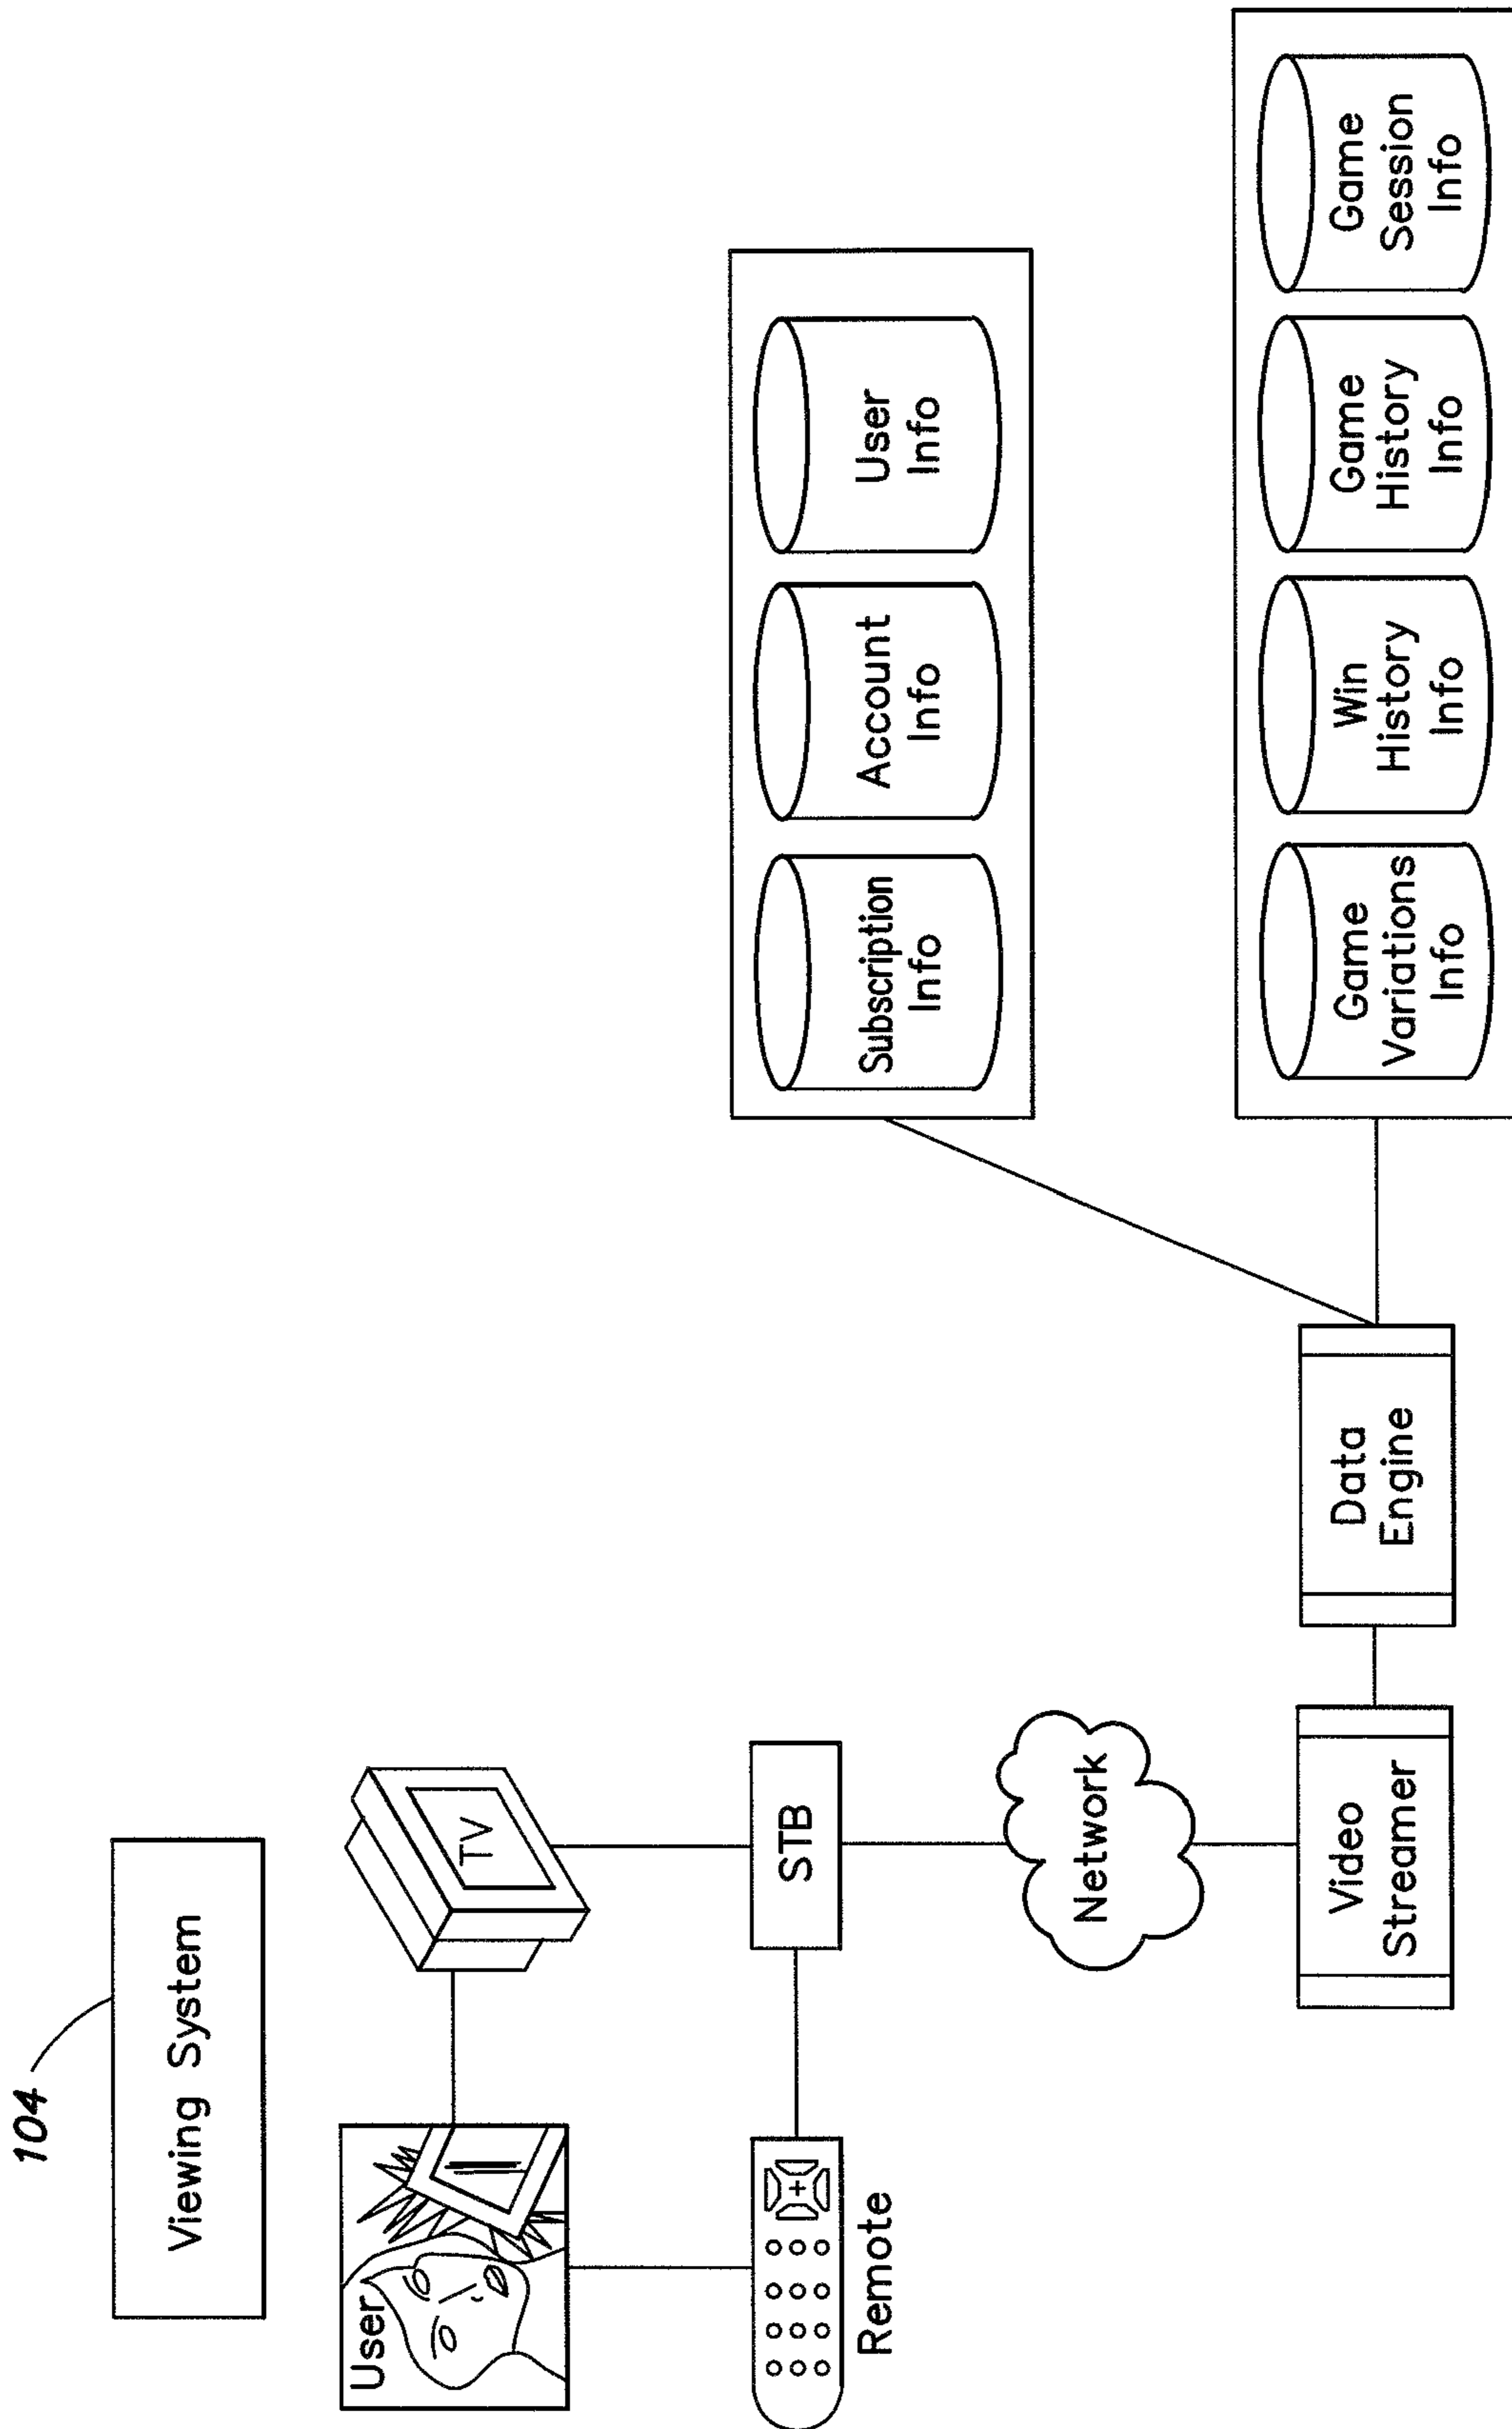 104
Viewing System
User
TV
Remote
STB
Network
Video
Streamer
Data
Engine
Subscription
Info
Account
Info
User
Info
Game
Variations
Info
Win
History
Info
Game
History
Info
Game
Session
Info